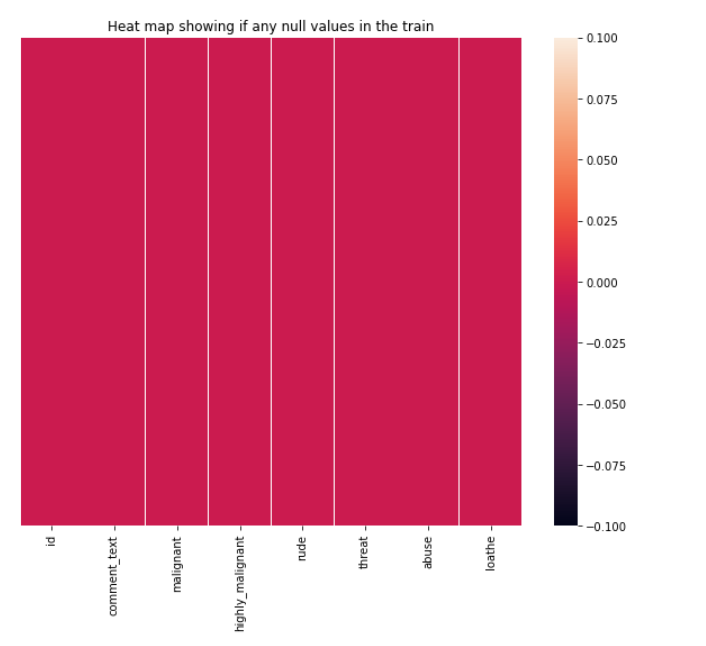 Heat map showing if any null values in the train
0.100
0.075
0.050
0.025
0.000
−0.025
−0.050
−0.075
−0.100
id
comment_text
malignant
highly_malignant
rude
threat
abuse
loathe